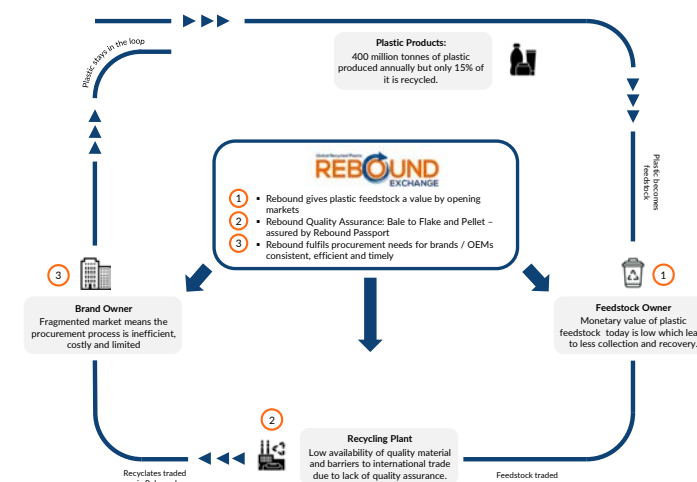 Plastic stays in the loop
Plastic Products:
400 million tonnes of plastic
produced annually but only 15% of
it is recycled.
Plastic becomes
feedstock
Global Recycled Plastic
REBOUND
EXCHANGE
1 ▪ Rebound gives plastic feedstock a value by opening
markets
2 ▪ Rebound Quality Assurance: Bale to Flake and Pellet –
assured by Rebound Passport
3 ▪ Rebound fulfils procurement needs for brands / OEMs
consistent, efficient and timely
3
Brand Owner
Fragmented market means the
procurement process is inefficient,
costly and limited
1
Feedstock Owner
Monetary value of plastic
feedstock today is low which
to less collection and recovery.
2
Recycling Plant
Low availability of quality material
and barriers to international trade
due to lack of quality assurance.
Recyclates traded
Feedstock traded